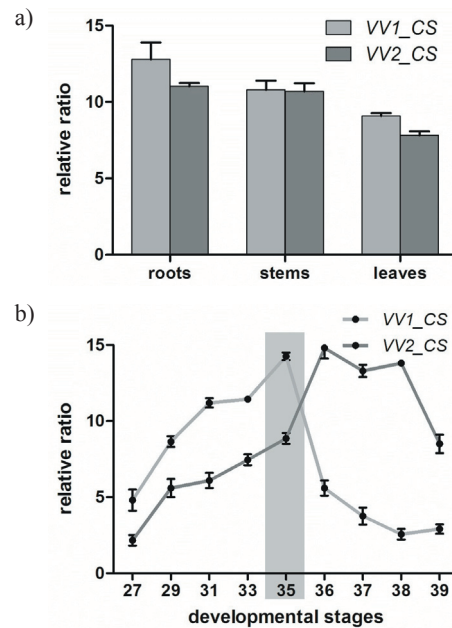 a)
VV1_CS
VV2_CS
relative ratio
15
10
5
0
roots stems leaves
b)
VV1_CS
VV2_CS
relative ratio
15
10
5
0
27 29 31 33 35 36 37 38 39
developmental stages